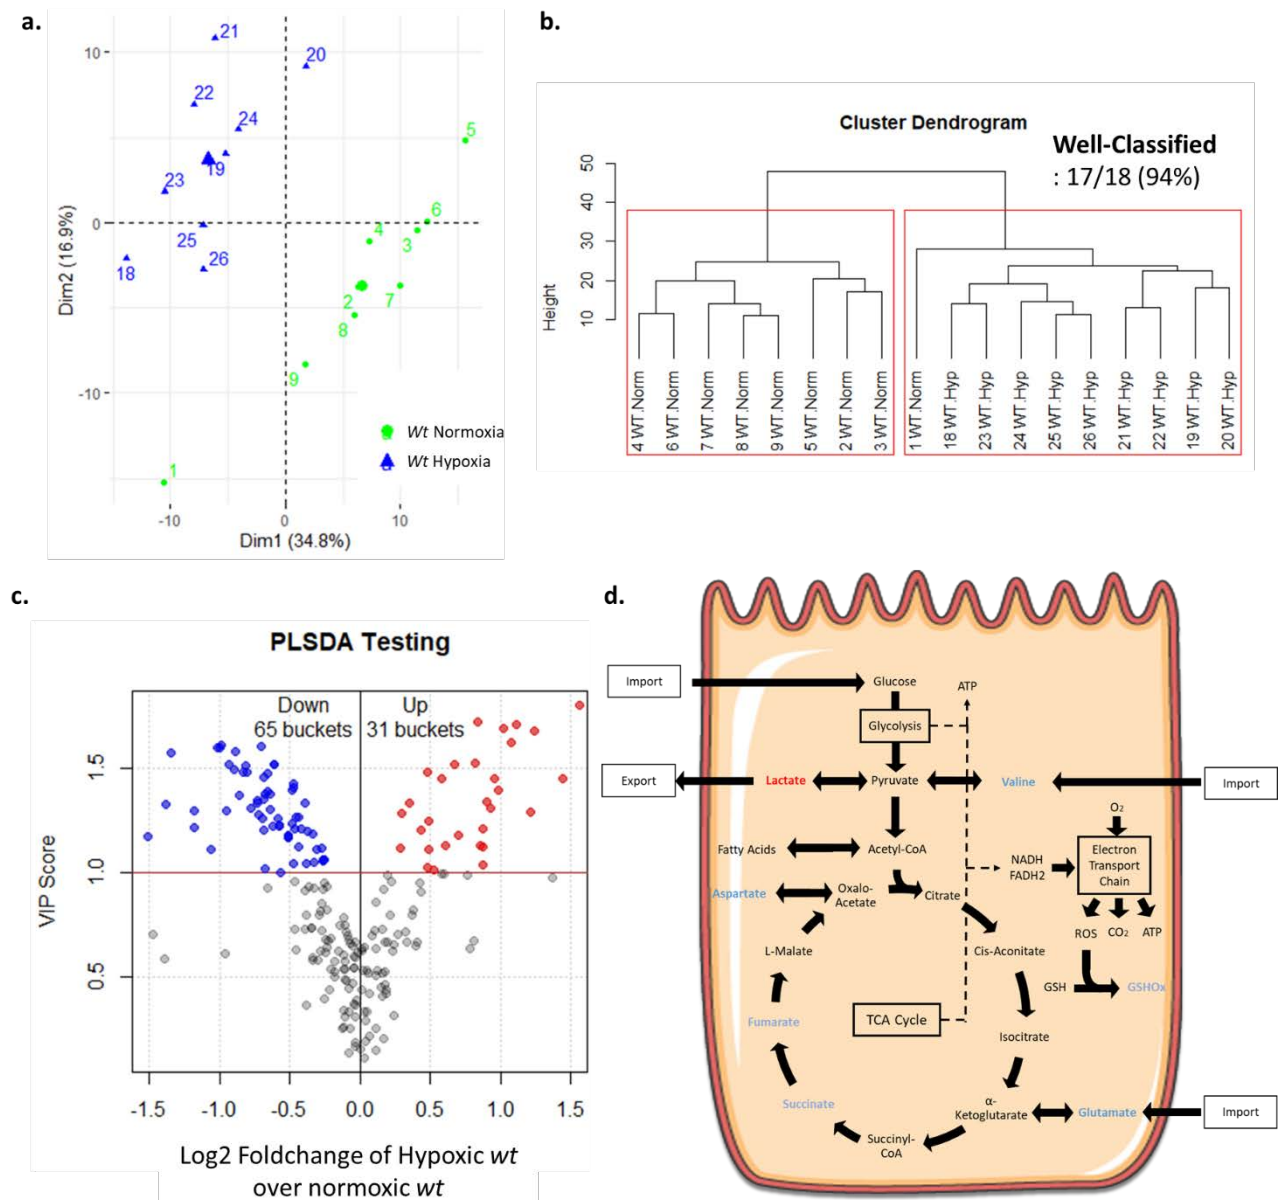 a.
21
20
22
24
19
23
25
26
18
5
6
4
3
2
7
8
9
1
10
0
-10
Dim2 (16.9%)
-10
0
10
Dim1 (34.8%)
Wt Normoxia
Wt Hypoxia
b.
Cluster Dendrogram
Well-Classified
: 17/18 (94%)
Height
50
40
30
20
10
4 WT.Norm
6 WT.Norm
7 WT.Norm
8 WT.Norm
9 WT.Norm
5 WT.Norm
2 WT.Norm
3 WT.Norm
1 WT.Norm
18 WT.Hyp
23 WT.Hyp
24 WT.Hyp
25 WT.Hyp
26 WT.Hyp
21 WT.Hyp
22 WT.Hyp
19 WT.Hyp
20 WT.Hyp
c.
PLSDA Testing
Down
65 buckets
Up
31 buckets
VIP Score
1.5
1.0
0.5
-1.5
-1.0
-0.5
0.0
0.5
1.0
1.5
Log2 Foldchange of Hypoxic wt
over normoxic wt
d.
Import
Glucose
ATP
Glycolysis
Export
Lactate
Pyruvate
Valine
Import
O2
Fatty Acids
Acetyl-CoA
NADH
FADH2
Electron
Transport
Chain
Aspartate
Oxalo-
Acetate
Citrate
ROS
CO2
ATP
L-Malate
Cis-Aconitate
GSH
GSHOx
Fumarate
TCA Cycle
Isocitrate
Succinate
α-
Ketoglutarate
Glutamate
Import
Succinyl-
CoA